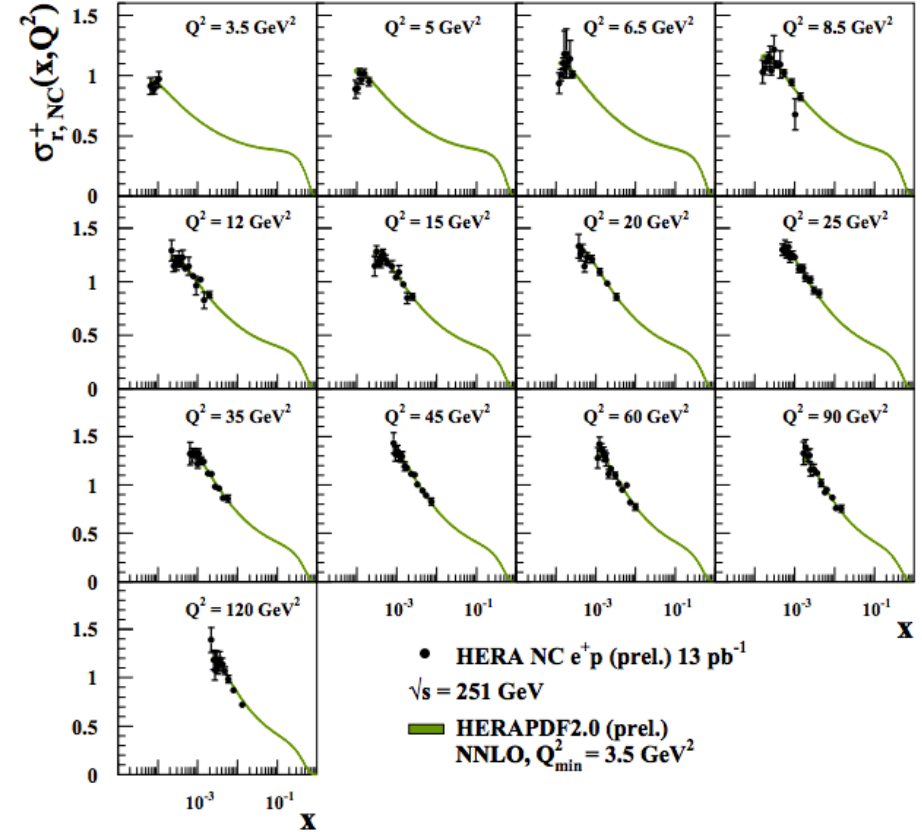 σ⁺r, NC(x,Q²)
Q² = 3.5 GeV²
Q² = 5 GeV²
Q² = 6.5 GeV²
Q² = 8.5 GeV²
1.5
1
0.5
0
Q² = 12 GeV²
Q² = 15 GeV²
Q² = 20 GeV²
Q² = 25 GeV²
1.5
1
0.5
0
Q² = 35 GeV²
Q² = 45 GeV²
Q² = 60 GeV²
Q² = 90 GeV²
1.5
1
0.5
0
10⁻³ 10⁻¹
10⁻³ 10⁻¹
10⁻³ 10⁻¹
x
Q² = 120 GeV²
1.5
1
0.5
0
10⁻³ 10⁻¹
x
HERA NC e⁺p (prel.) 13 pb⁻¹
√s = 251 GeV
HERAPDF2.0 (prel.)
NNLO, Q²min = 3.5 GeV²